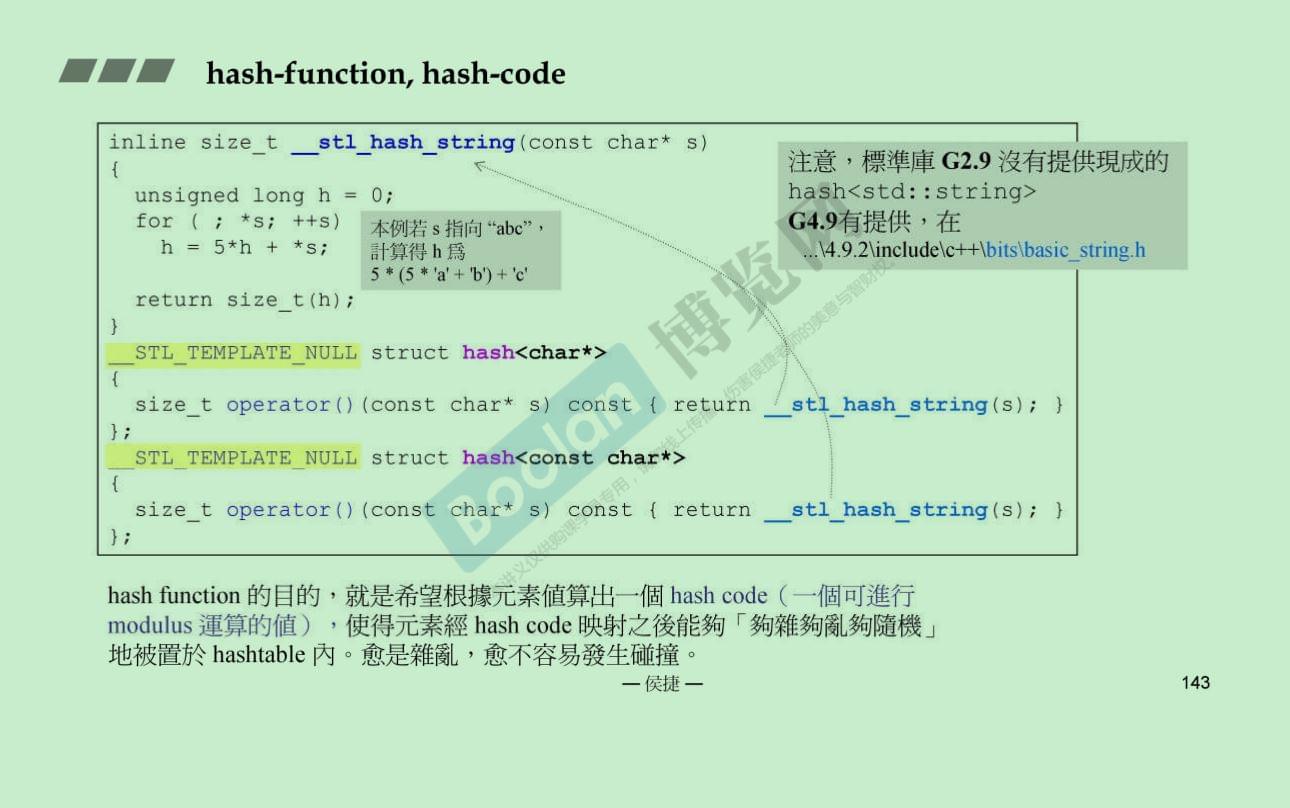 hash-function, hash-code
inline size_t __stl_hash_string(const char* s)
{
unsigned long h = 0;
for ( ; *s; ++s)
h = 5*h + *s;
return size_t(h);
}
本例若 s 指向 “abc”，
計算得 h 爲
5 * (5 * 'a' + 'b') + 'c'
注意，標準庫 G2.9 沒有提供現成的
hash<std::string>
G4.9有提供，在
...\4.9.2\include\c++\bits\basic_string.h
__STL_TEMPLATE_NULL struct hash<char*>
{
size_t operator()(const char* s) const { return __stl_hash_string(s); }
};
__STL_TEMPLATE_NULL struct hash<const char*>
{
size_t operator()(const char* s) const { return __stl_hash_string(s); }
};
Boolan
博览网
hash function 的目的，就是希望根據元素值算出一個 hash code（一個可進行
modulus 運算的值），使得元素經 hash code 映射之後能夠「夠雜夠亂夠隨機」
地被置於 hashtable 內。愈是雜亂，愈不容易發生碰撞。
— 侯捷 —
143